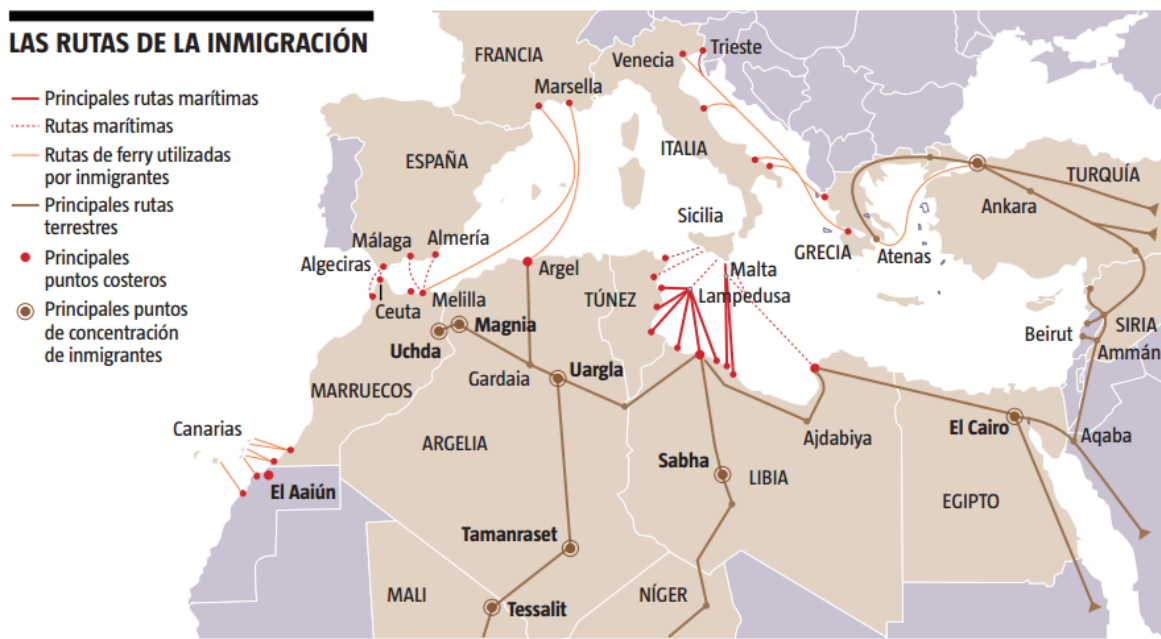 LAS RUTAS DE LA INMIGRACIÓN
Principales rutas marítimas
Rutas marítimas
Rutas de ferry utilizadas
por inmigrantes
Principales rutas
terrestres
Principales
puntos costeros
Principales puntos
de concentración
de inmigrantes
FRANCIA
Venecia
Trieste
Marsella
ESPAÑA
ITALIA
TURQUÍA
Ankara
Sicilia
Málaga
Almería
GRECIA
Atenas
Algeciras
Argel
Malta
Ceuta
Melilla
TÚNEZ
Lampedusa
Magnia
Beirut
SIRIA
Uchda
Ammán
Gardaia
Uargla
MARRUECOS
Canarias
ARGELIA
Ajdabiya
El Cairo
Aqaba
Sabha
LIBIA
El Aaiún
EGIPTO
Tamanraset
MALI
Tessalit
NÍGER